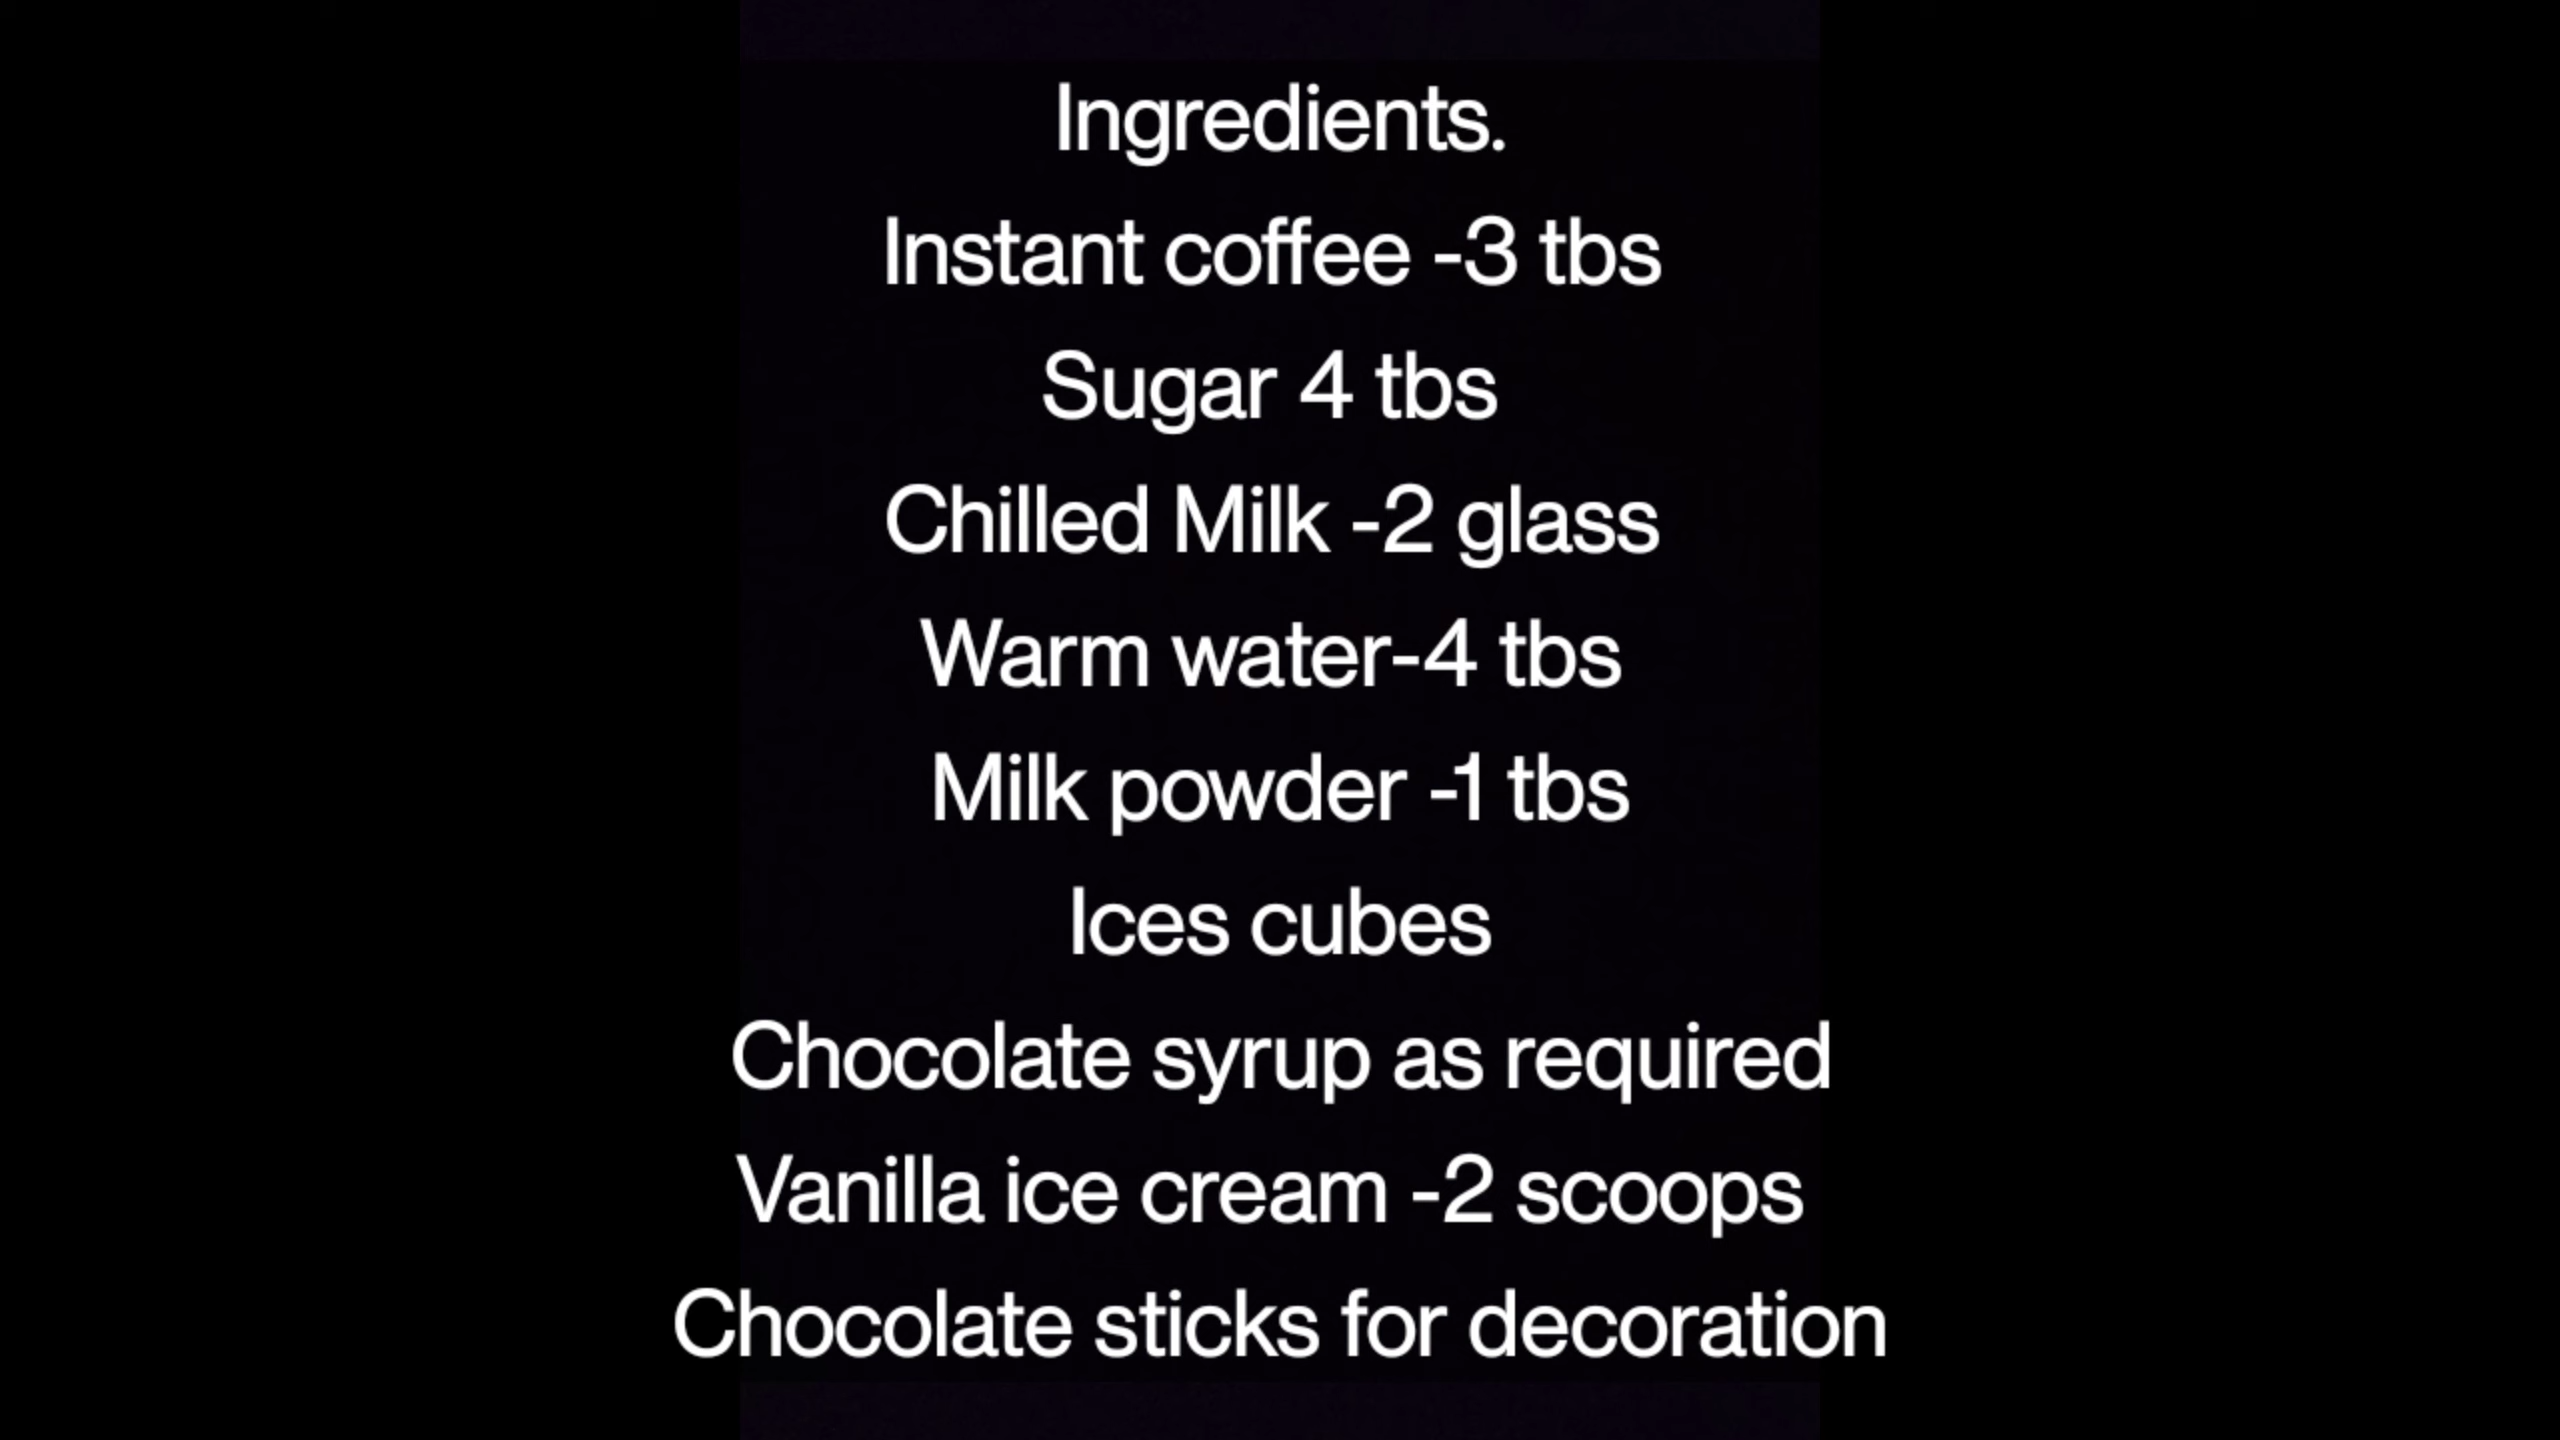 Ingredients.
Instant coffee -3 tbs
Sugar 4 tbs
Chilled Milk -2 glass
Warm water-4 tbs
Milk powder -1 tbs
Ices cubes
Chocolate syrup as required
Vanilla ice cream -2 scoops
Chocolate sticks for decoration